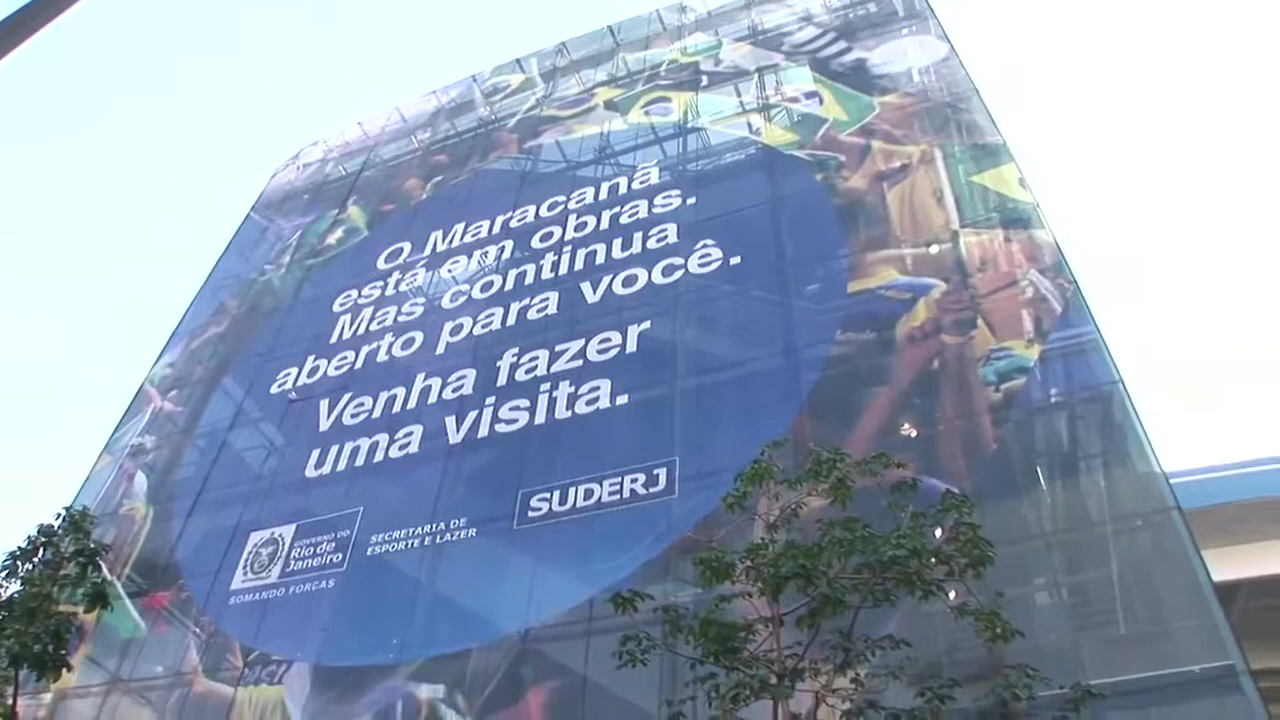 O Maracanã
está em obras.
Mas continua
aberto para você.
Venha fazer
uma visita.
SUDERJ
GOVERNO DO
Rio de
Janeiro
SECRETARIA DE
ESPORTE E LAZER
SOMANDO FORÇAS